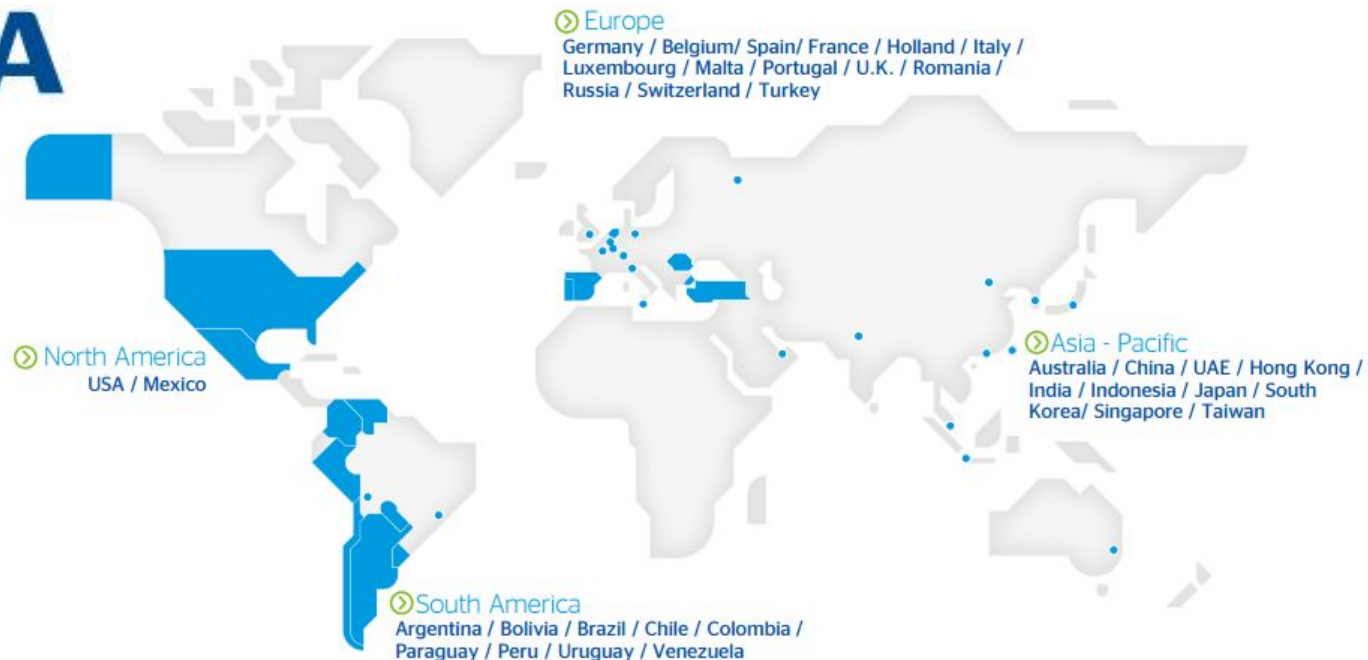 A
Europe
Germany / Belgium/ Spain/ France / Holland / Italy /
Luxembourg / Malta / Portugal / U.K. / Romania /
Russia / Switzerland / Turkey
North America
USA / Mexico
Asia - Pacific
Australia / China / UAE / Hong Kong /
India / Indonesia / Japan / South
Korea/ Singapore / Taiwan
South America
Argentina / Bolivia / Brazil / Chile / Colombia /
Paraguay / Peru / Uruguay / Venezuela